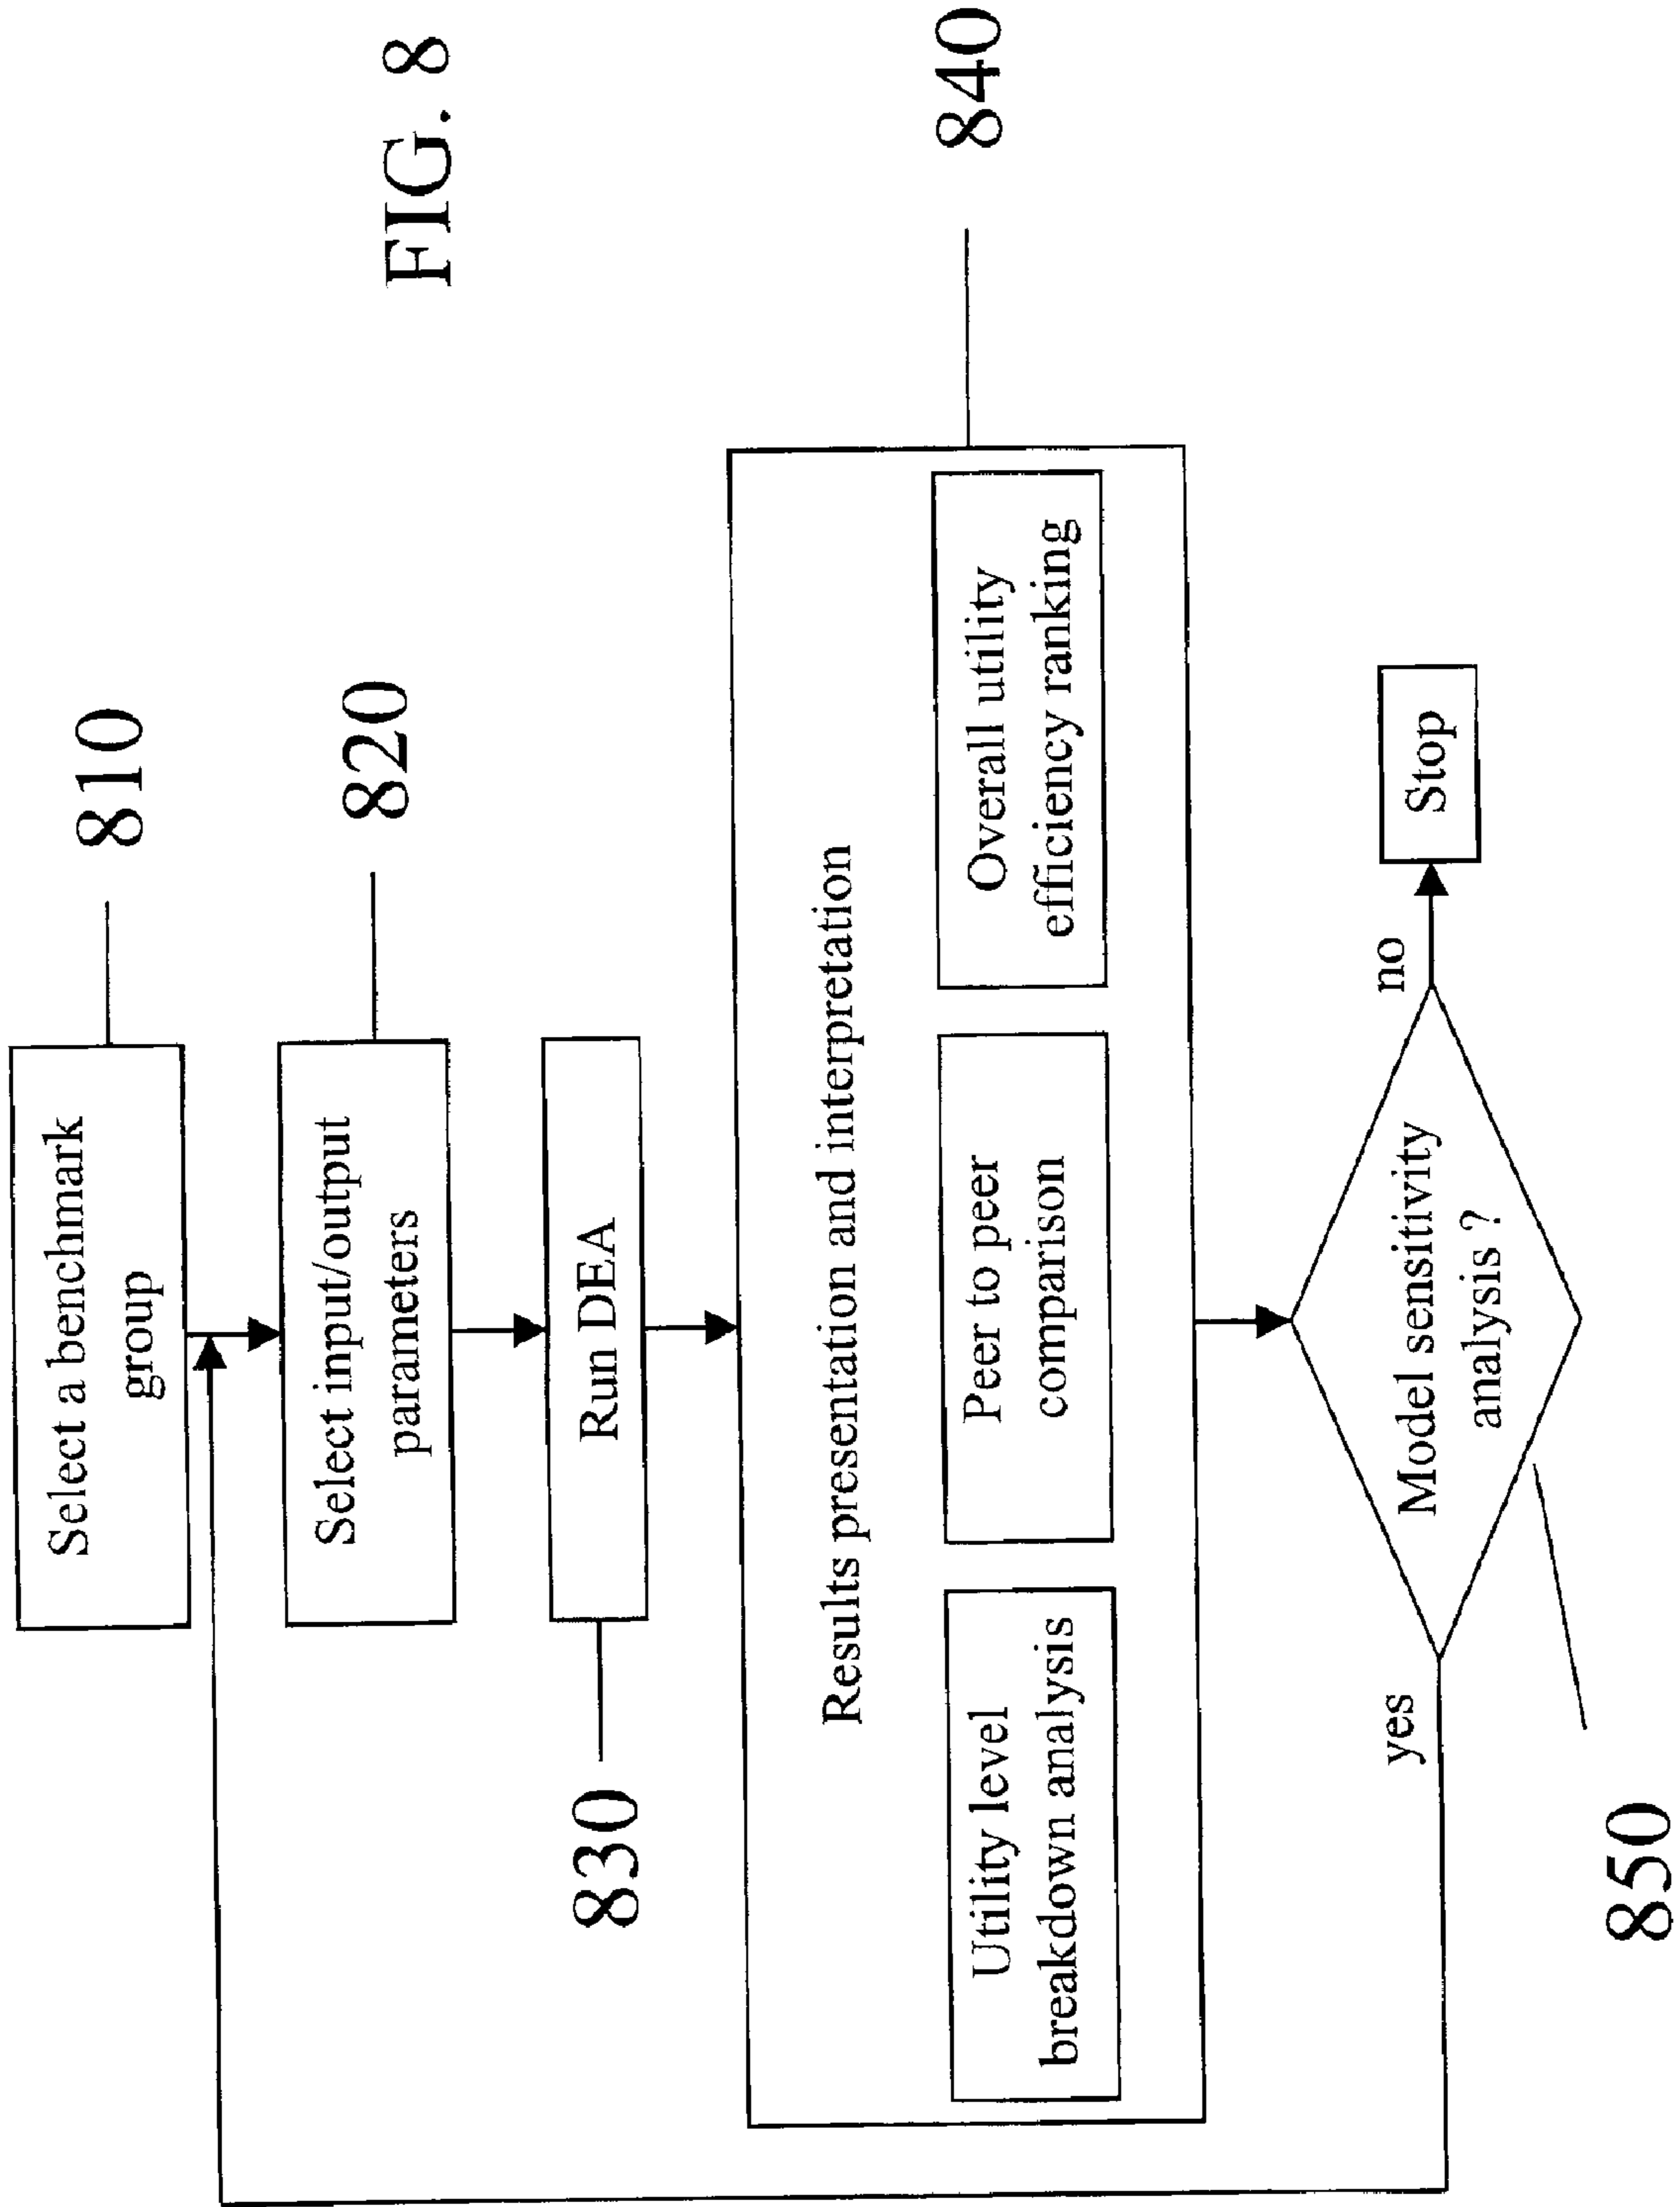 Select a benchmark
group
810
FIG. 8
Select input/output
parameters
820
Run DEA
830
Results presentation and interpretation
840
Utility level
breakdown analysis
Peer to peer
comparison
Overall utility
efficiency ranking
Model sensitivity
analysis ?
yes
no
Stop
850